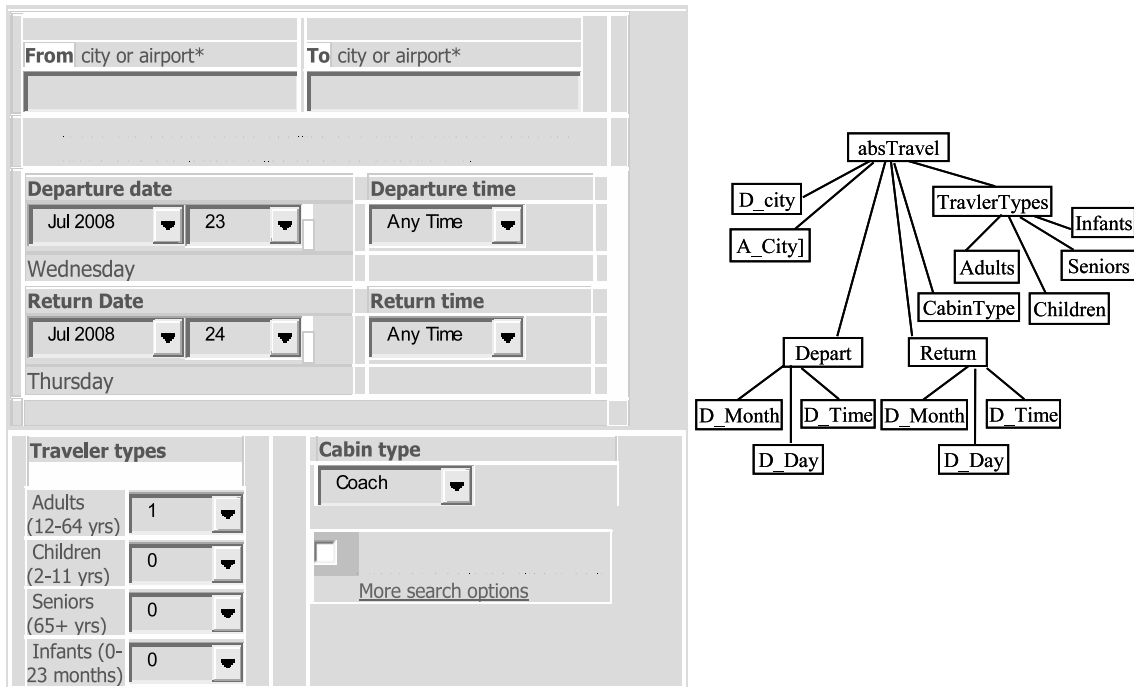 From city or airport*
To city or airport*
Departure date
Departure time
Jul 2008
23
Any Time
Wednesday
Return Date
Return time
Jul 2008
24
Any Time
Thursday
Traveler types
Cabin type
Coach
Adults
(12-64 yrs)
1
Children
(2-11 yrs)
0
Seniors
(65+ yrs)
0
Infants (0-
23 months)
0
More search options
absTravel
D_city
A_City]
TravlerTypes
Infants
Adults
Seniors
CabinType
Children
Depart
Return
D_Month
D_Time
D_Month
D_Time
D_Day
D_Day